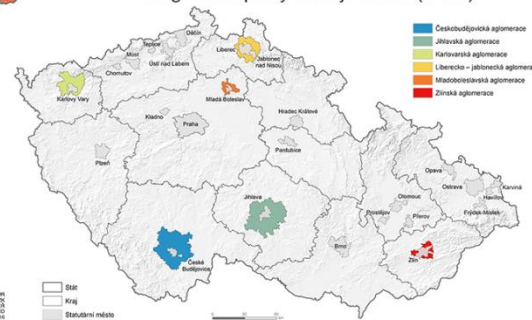 Českobudějovická aglomerace
Jihlavská aglomerace
Karlovarská aglomerace
Liberecko – jablonecká aglomera
Mladoboleslavská aglomerace
Zlínská aglomerace
Děčín
Teplice
Most
Ústí nad Labem
Chomutov
Liberec
Jablonec
nad Nisou
Karlovy Vary
Mladá Boleslav
Kladno
Praha
Hradec Králové
Pardubice
Plzeň
Opava
Ostrava
Karviná
Havířov
Frýdek-Místek
Olomouc
Prostějov
Přerov
Jihlava
Brno
Zlín
České
Budějovice
Stát
Kraj
Statutární město